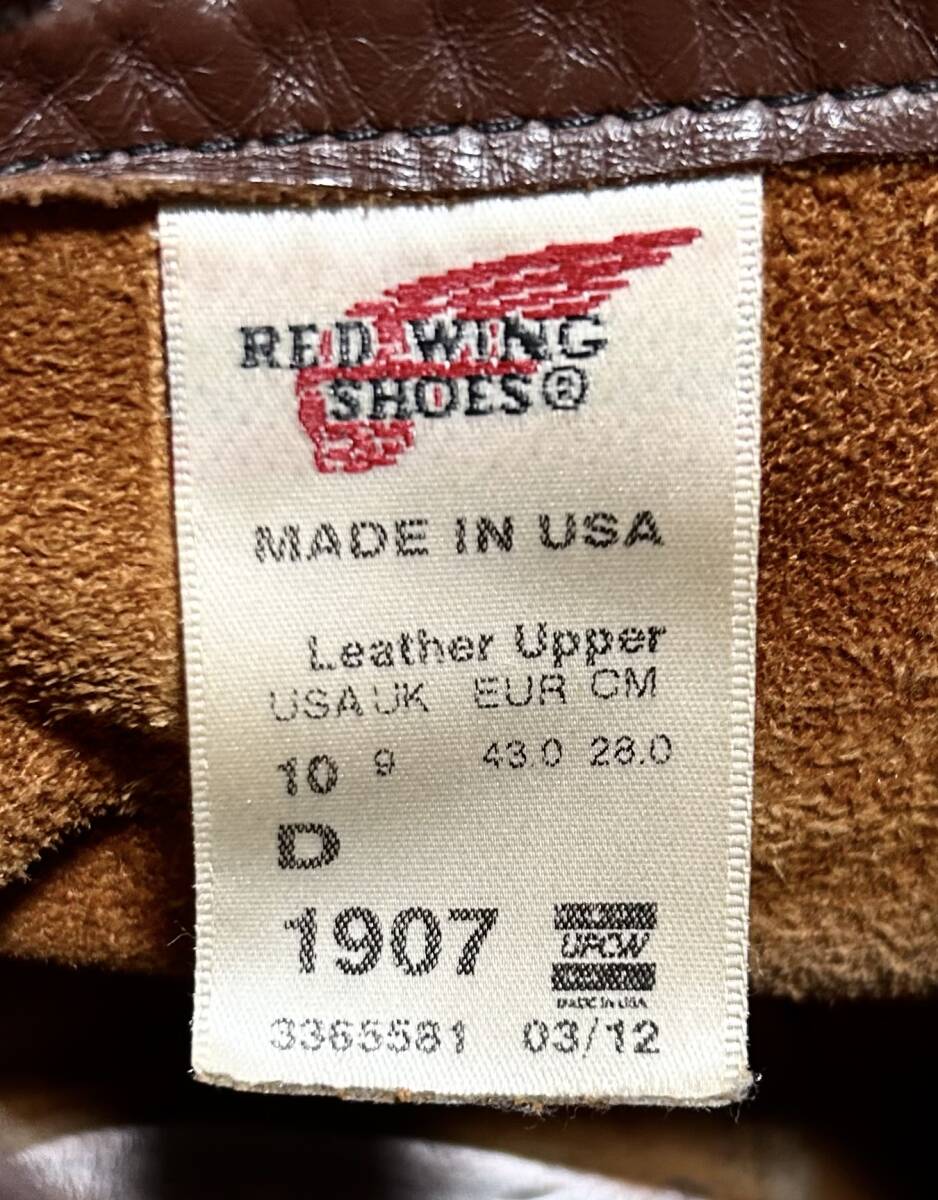 RED WING
SHOES®
MADE IN USA
Leather Upper
USA UK EUR CM
10 9 43.0 28.0
D
1907
UFCW
MADE IN USA
3365581 03/12